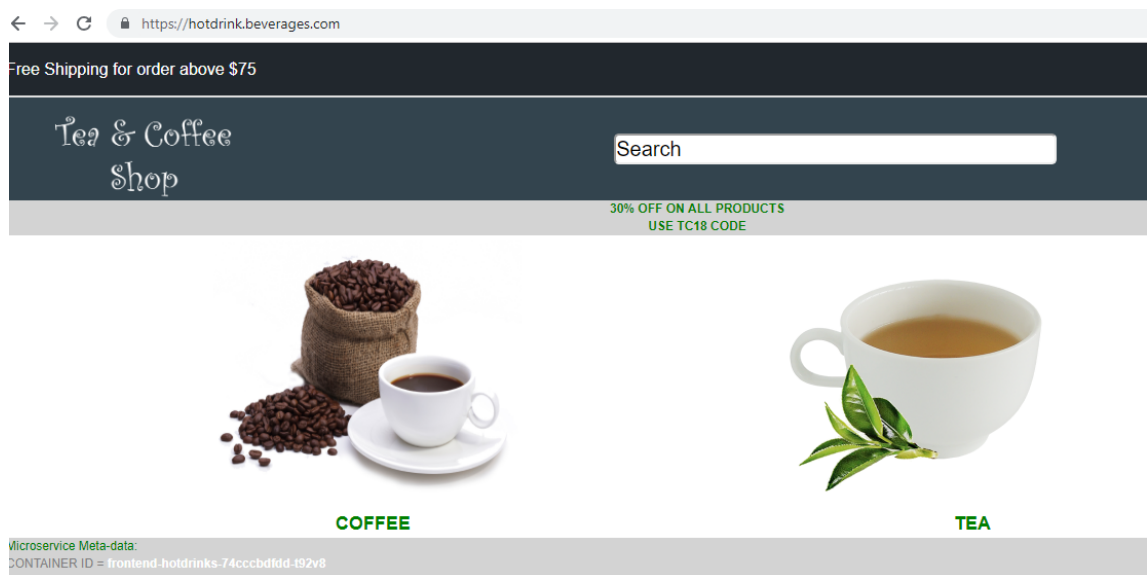 https://hotdrink.beverages.com
Free Shipping for order above $75
Tea & Coffee
Shop
Search
30% OFF ON ALL PRODUCTS
USE TC18 CODE
COFFEE
TEA
Microservice Meta-data:
CONTAINER ID = frontend-hotdrinks-74cccbdfdd-t92v8